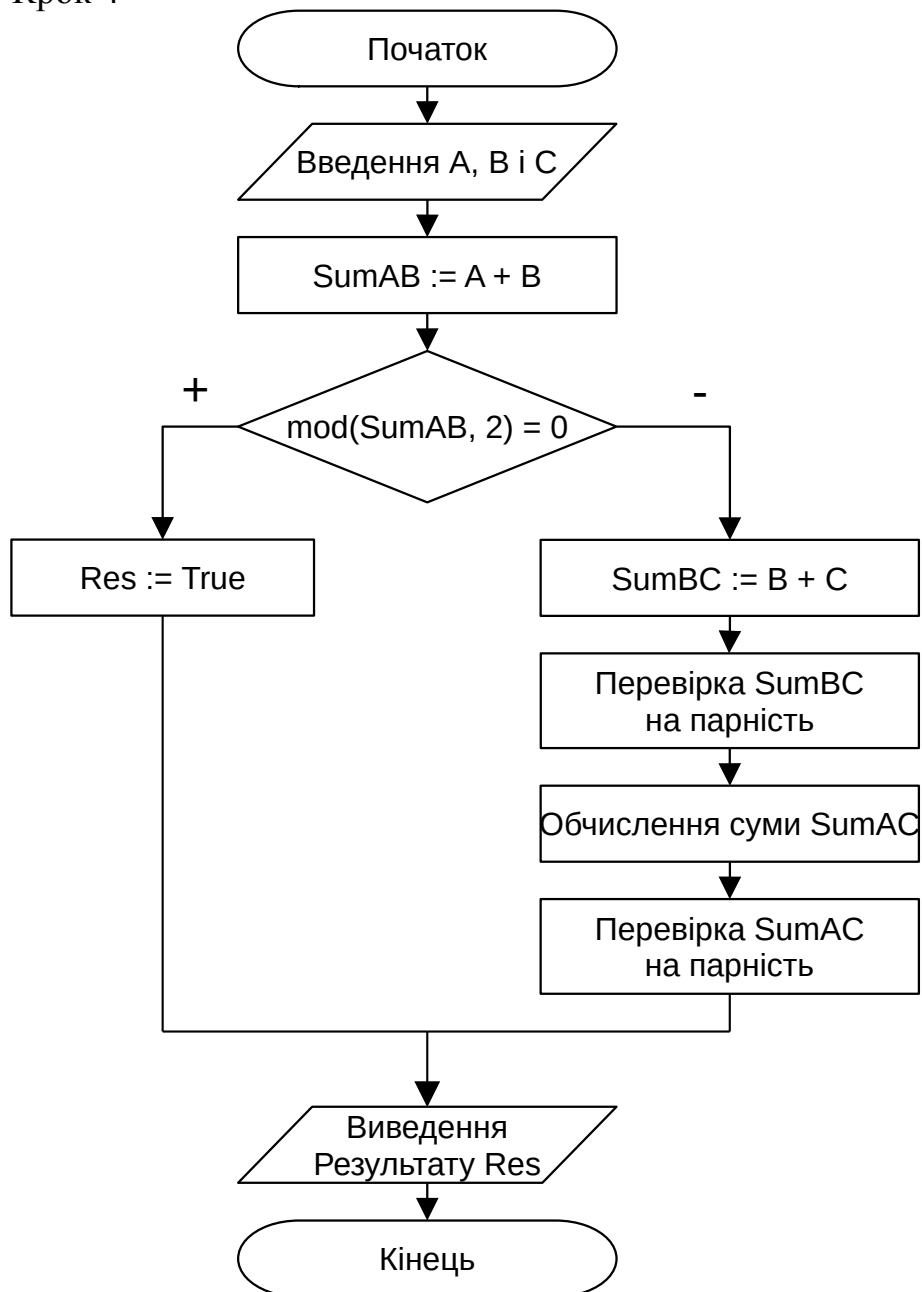 Початок
Введення A, B і C
SumAB := A + B
+
-
mod(SumAB, 2) = 0
Res := True
SumBC := B + C
Перевірка SumBC
на парність
Обчислення суми SumAC
Перевірка SumAC
на парність
Виведення
Результату Res
Кінець